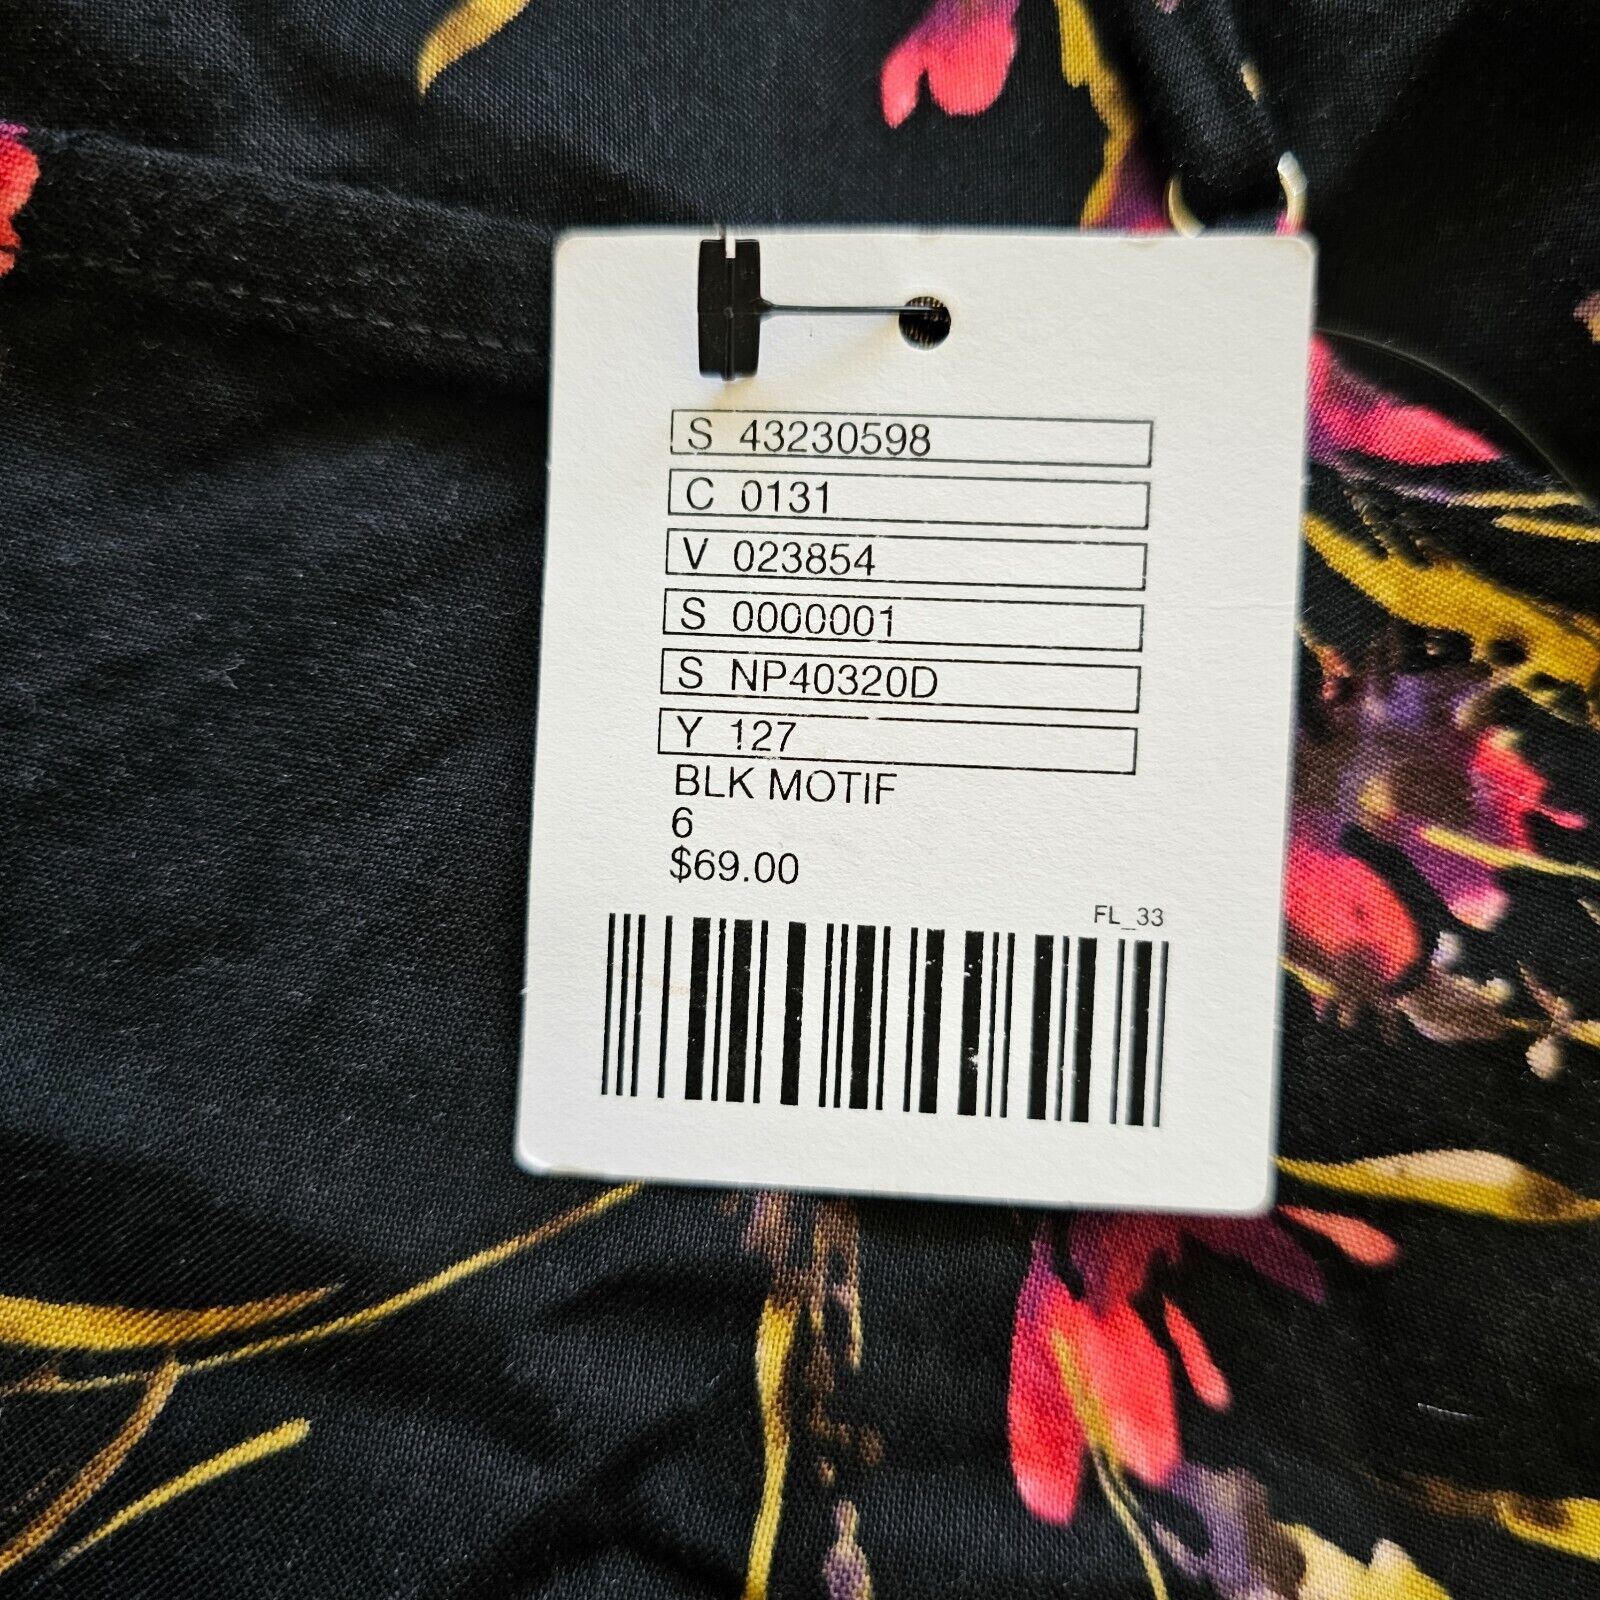 S 43230598
C 0131
V 023854
S 0000001
S NP40320D
Y 127
BLK MOTIF
6
$69.00
FL_33